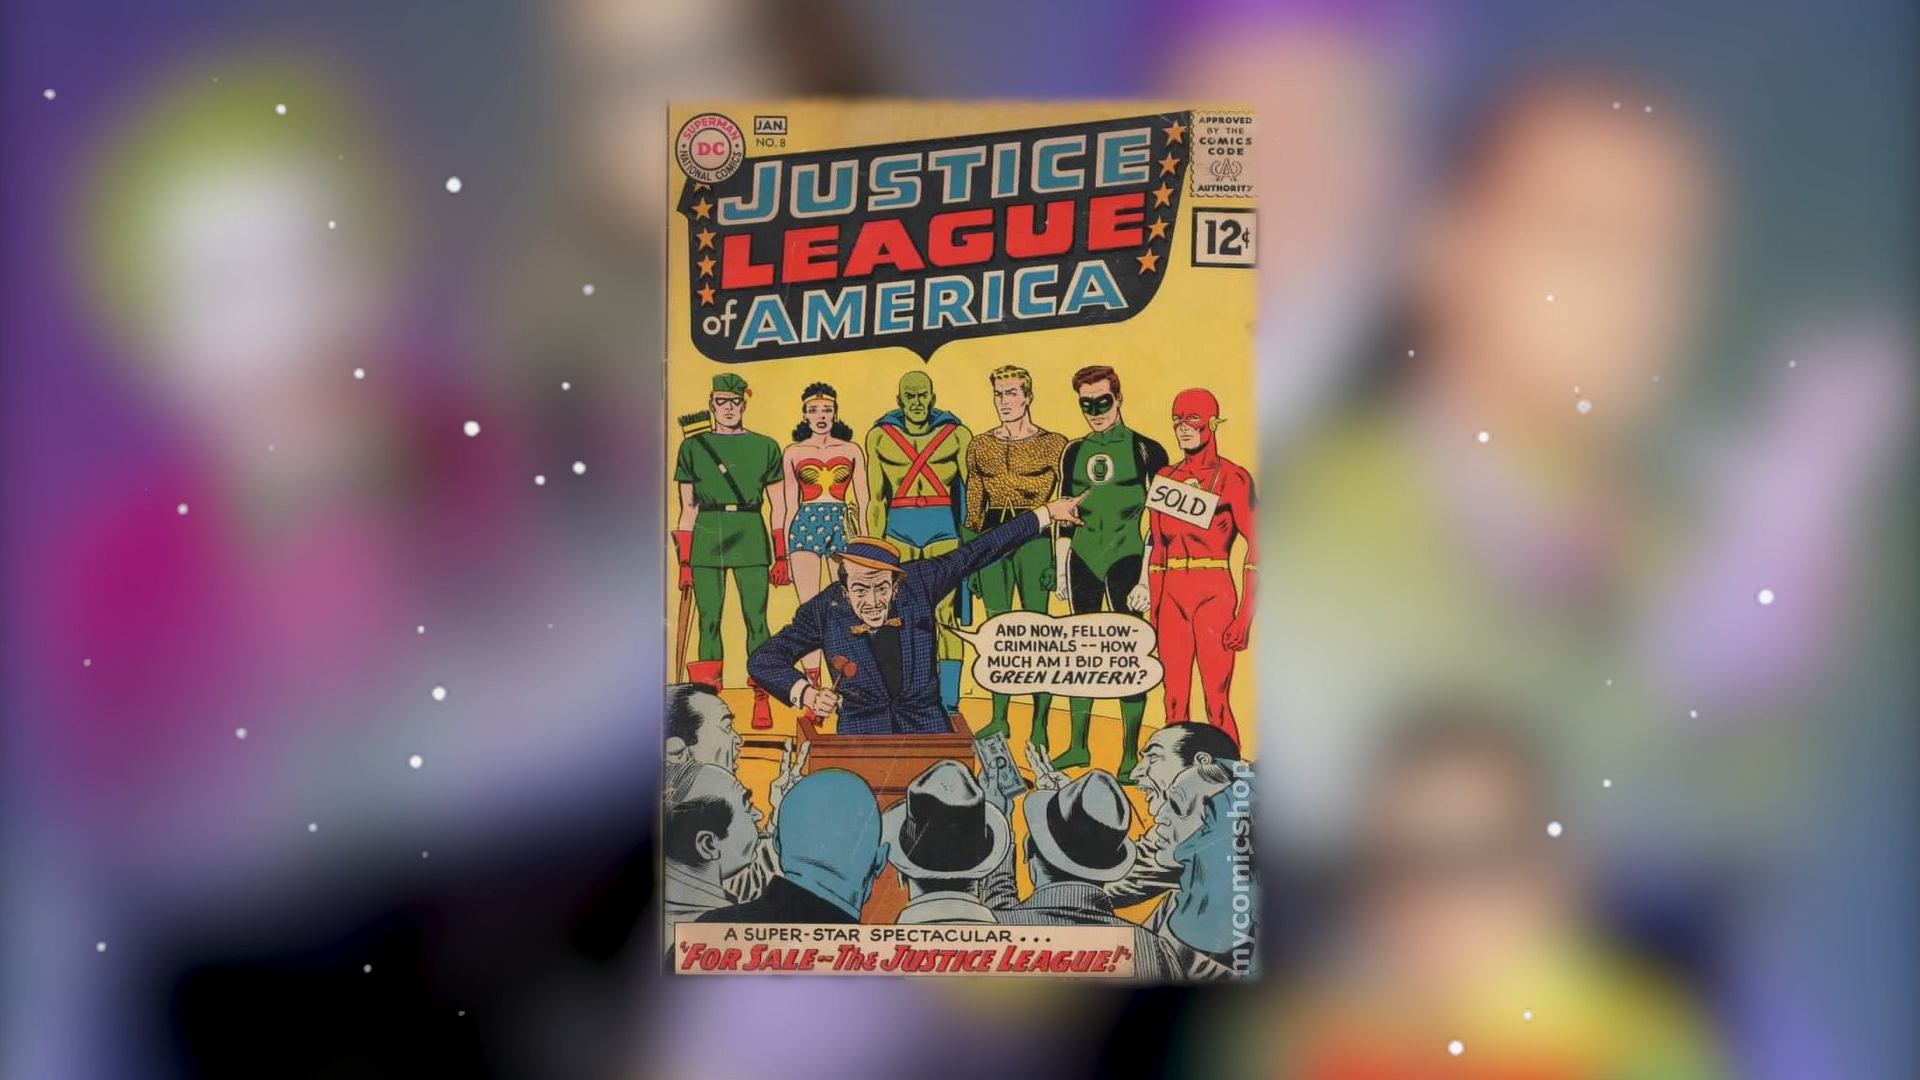 SUPERMAN
DC
NATIONAL COMICS
JAN.
NO. 8
APPROVED
BY THE
COMICS
CODE
AUTHORITY
12¢
JUSTICE
LEAGUE
of AMERICA
SOLD
AND NOW, FELLOW-
CRIMINALS -- HOW
MUCH AM I BID FOR
GREEN LANTERN?
A SUPER-STAR SPECTACULAR...
"FOR SALE--THE JUSTICE LEAGUE!"
mycomicshop